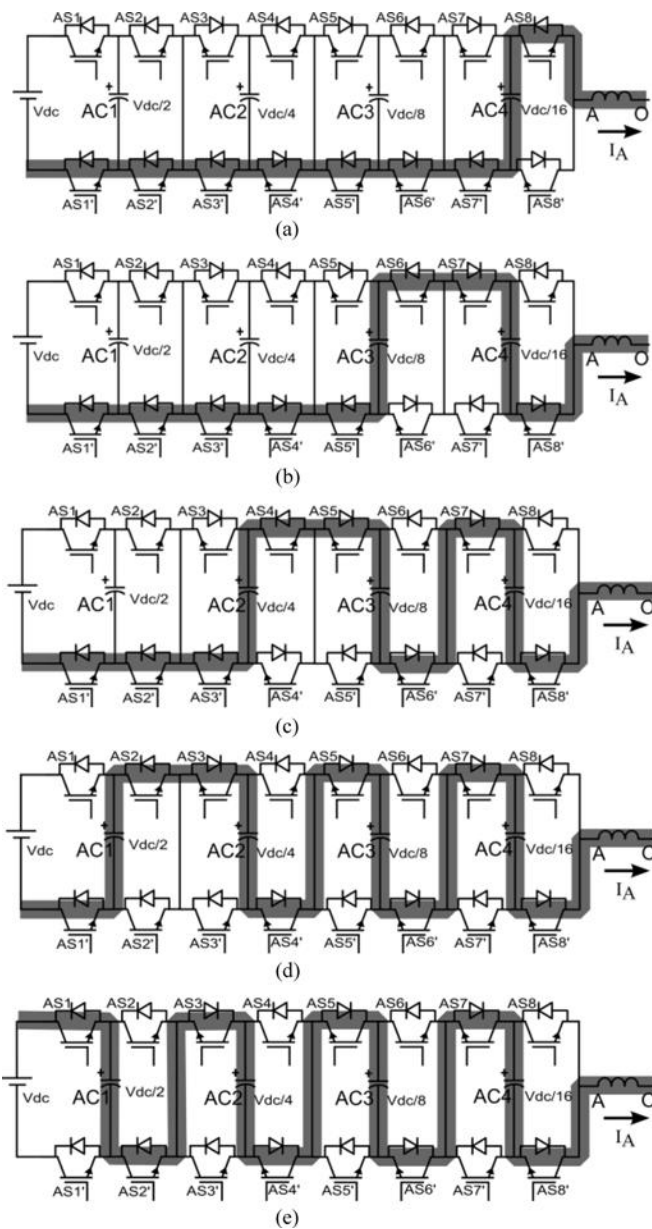 AS1 AS2 AS3 AS4 AS5 AS6 AS7 AS8
Vdc AC1 Vdc/2 AC2 Vdc/4 AC3 Vdc/8 AC4 Vdc/16 A O
+ + + +
I_A
AS1' AS2' AS3' AS4' AS5' AS6' AS7' AS8'
(a)
AS1 AS2 AS3 AS4 AS5 AS6 AS7 AS8
Vdc AC1 Vdc/2 AC2 Vdc/4 AC3 Vdc/8 AC4 Vdc/16 A O
+ + + +
I_A
AS1' AS2' AS3' AS4' AS5' AS6' AS7' AS8'
(b)
AS1 AS2 AS3 AS4 AS5 AS6 AS7 AS8
Vdc AC1 Vdc/2 AC2 Vdc/4 AC3 Vdc/8 AC4 Vdc/16 A O
+ + + +
I_A
AS1' AS2' AS3' AS4' AS5' AS6' AS7' AS8'
(c)
AS1 AS2 AS3 AS4 AS5 AS6 AS7 AS8
Vdc AC1 Vdc/2 AC2 Vdc/4 AC3 Vdc/8 AC4 Vdc/16 A O
+ + + +
I_A
AS1' AS2' AS3' AS4' AS5' AS6' AS7' AS8'
(d)
AS1 AS2 AS3 AS4 AS5 AS6 AS7 AS8
Vdc AC1 Vdc/2 AC2 Vdc/4 AC3 Vdc/8 AC4 Vdc/16 A O
+ + + +
I_A
AS1' AS2' AS3' AS4' AS5' AS6' AS7' AS8'
(e)